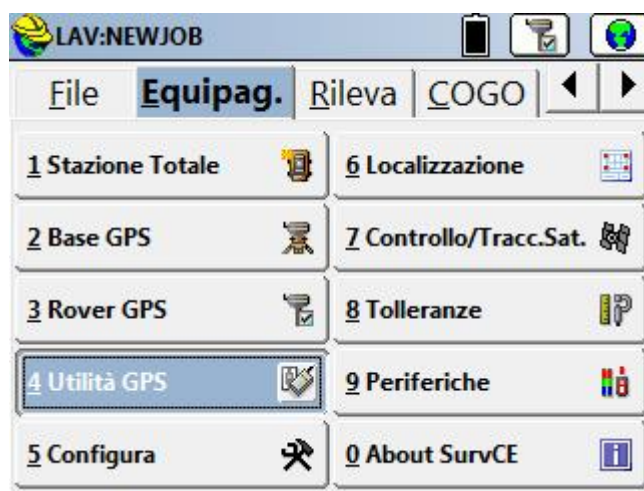 LAV:NEWJOB
File Equipag. Rileva COGO
1 Stazione Totale
2 Base GPS
3 Rover GPS
4 Utilità GPS
5 Configura
6 Localizzazione
7 Controllo/Tracc.Sat.
8 Tolleranze
9 Periferiche
0 About SurvCE